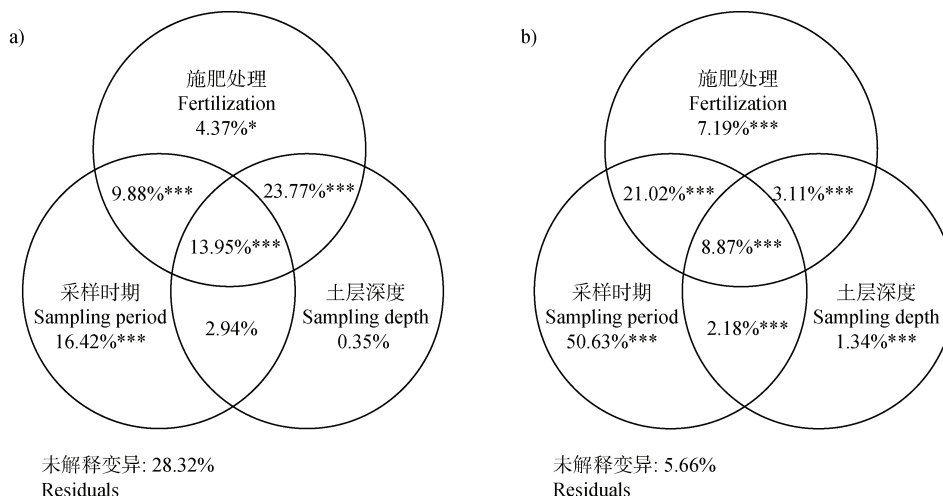 a)
施肥处理
Fertilization
4.37%*
9.88%***
23.77%***
13.95%***
采样时期
Sampling period
16.42%***
2.94%
土层深度
Sampling depth
0.35%
未解释变异: 28.32%
Residuals
b)
施肥处理
Fertilization
7.19%***
21.02%***
3.11%***
8.87%***
采样时期
Sampling period
50.63%***
2.18%***
土层深度
Sampling depth
1.34%***
未解释变异: 5.66%
Residuals